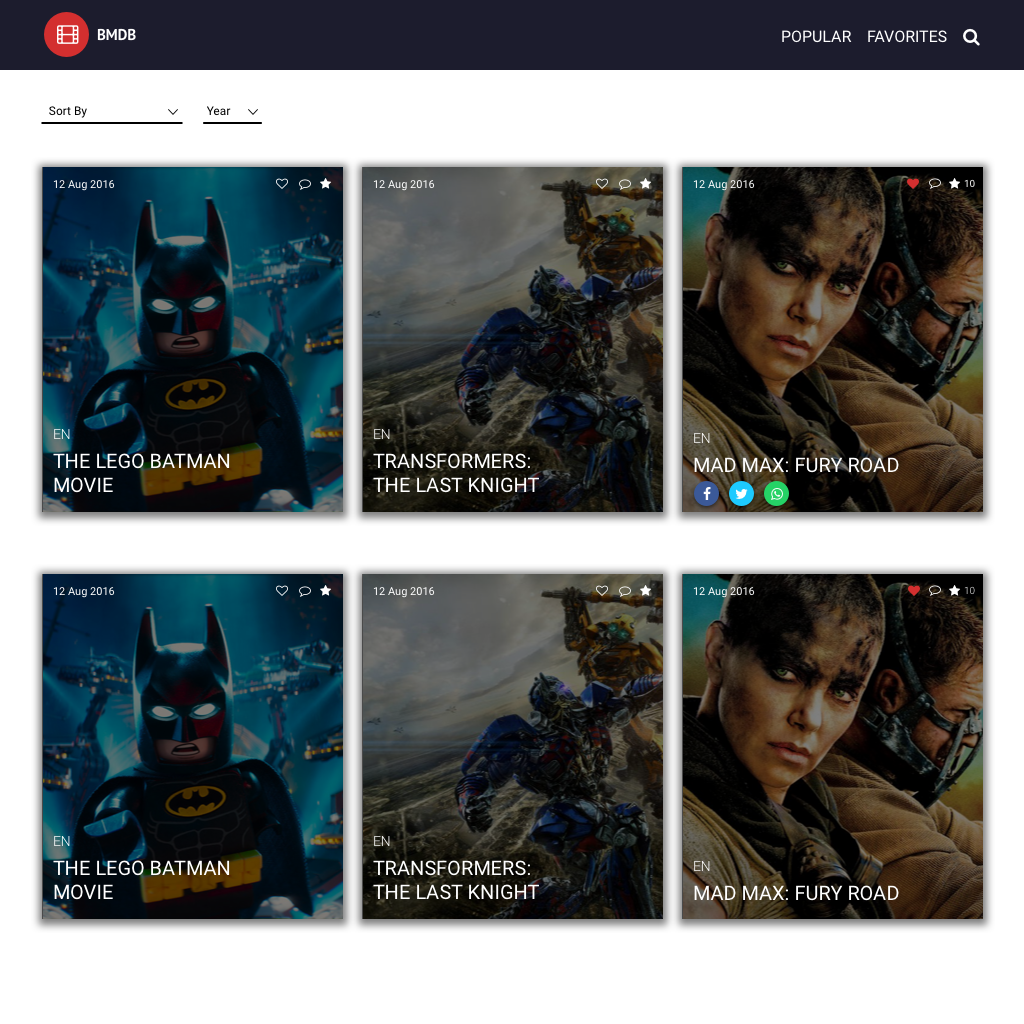 BMDB
POPULAR FAVORITES
Sort By Year
12 Aug 2016
EN
THE LEGO BATMAN
MOVIE
12 Aug 2016
EN
TRANSFORMERS:
THE LAST KNIGHT
12 Aug 2016 10
EN
MAD MAX: FURY ROAD
12 Aug 2016
EN
THE LEGO BATMAN
MOVIE
12 Aug 2016
EN
TRANSFORMERS:
THE LAST KNIGHT
12 Aug 2016 10
EN
MAD MAX: FURY ROAD